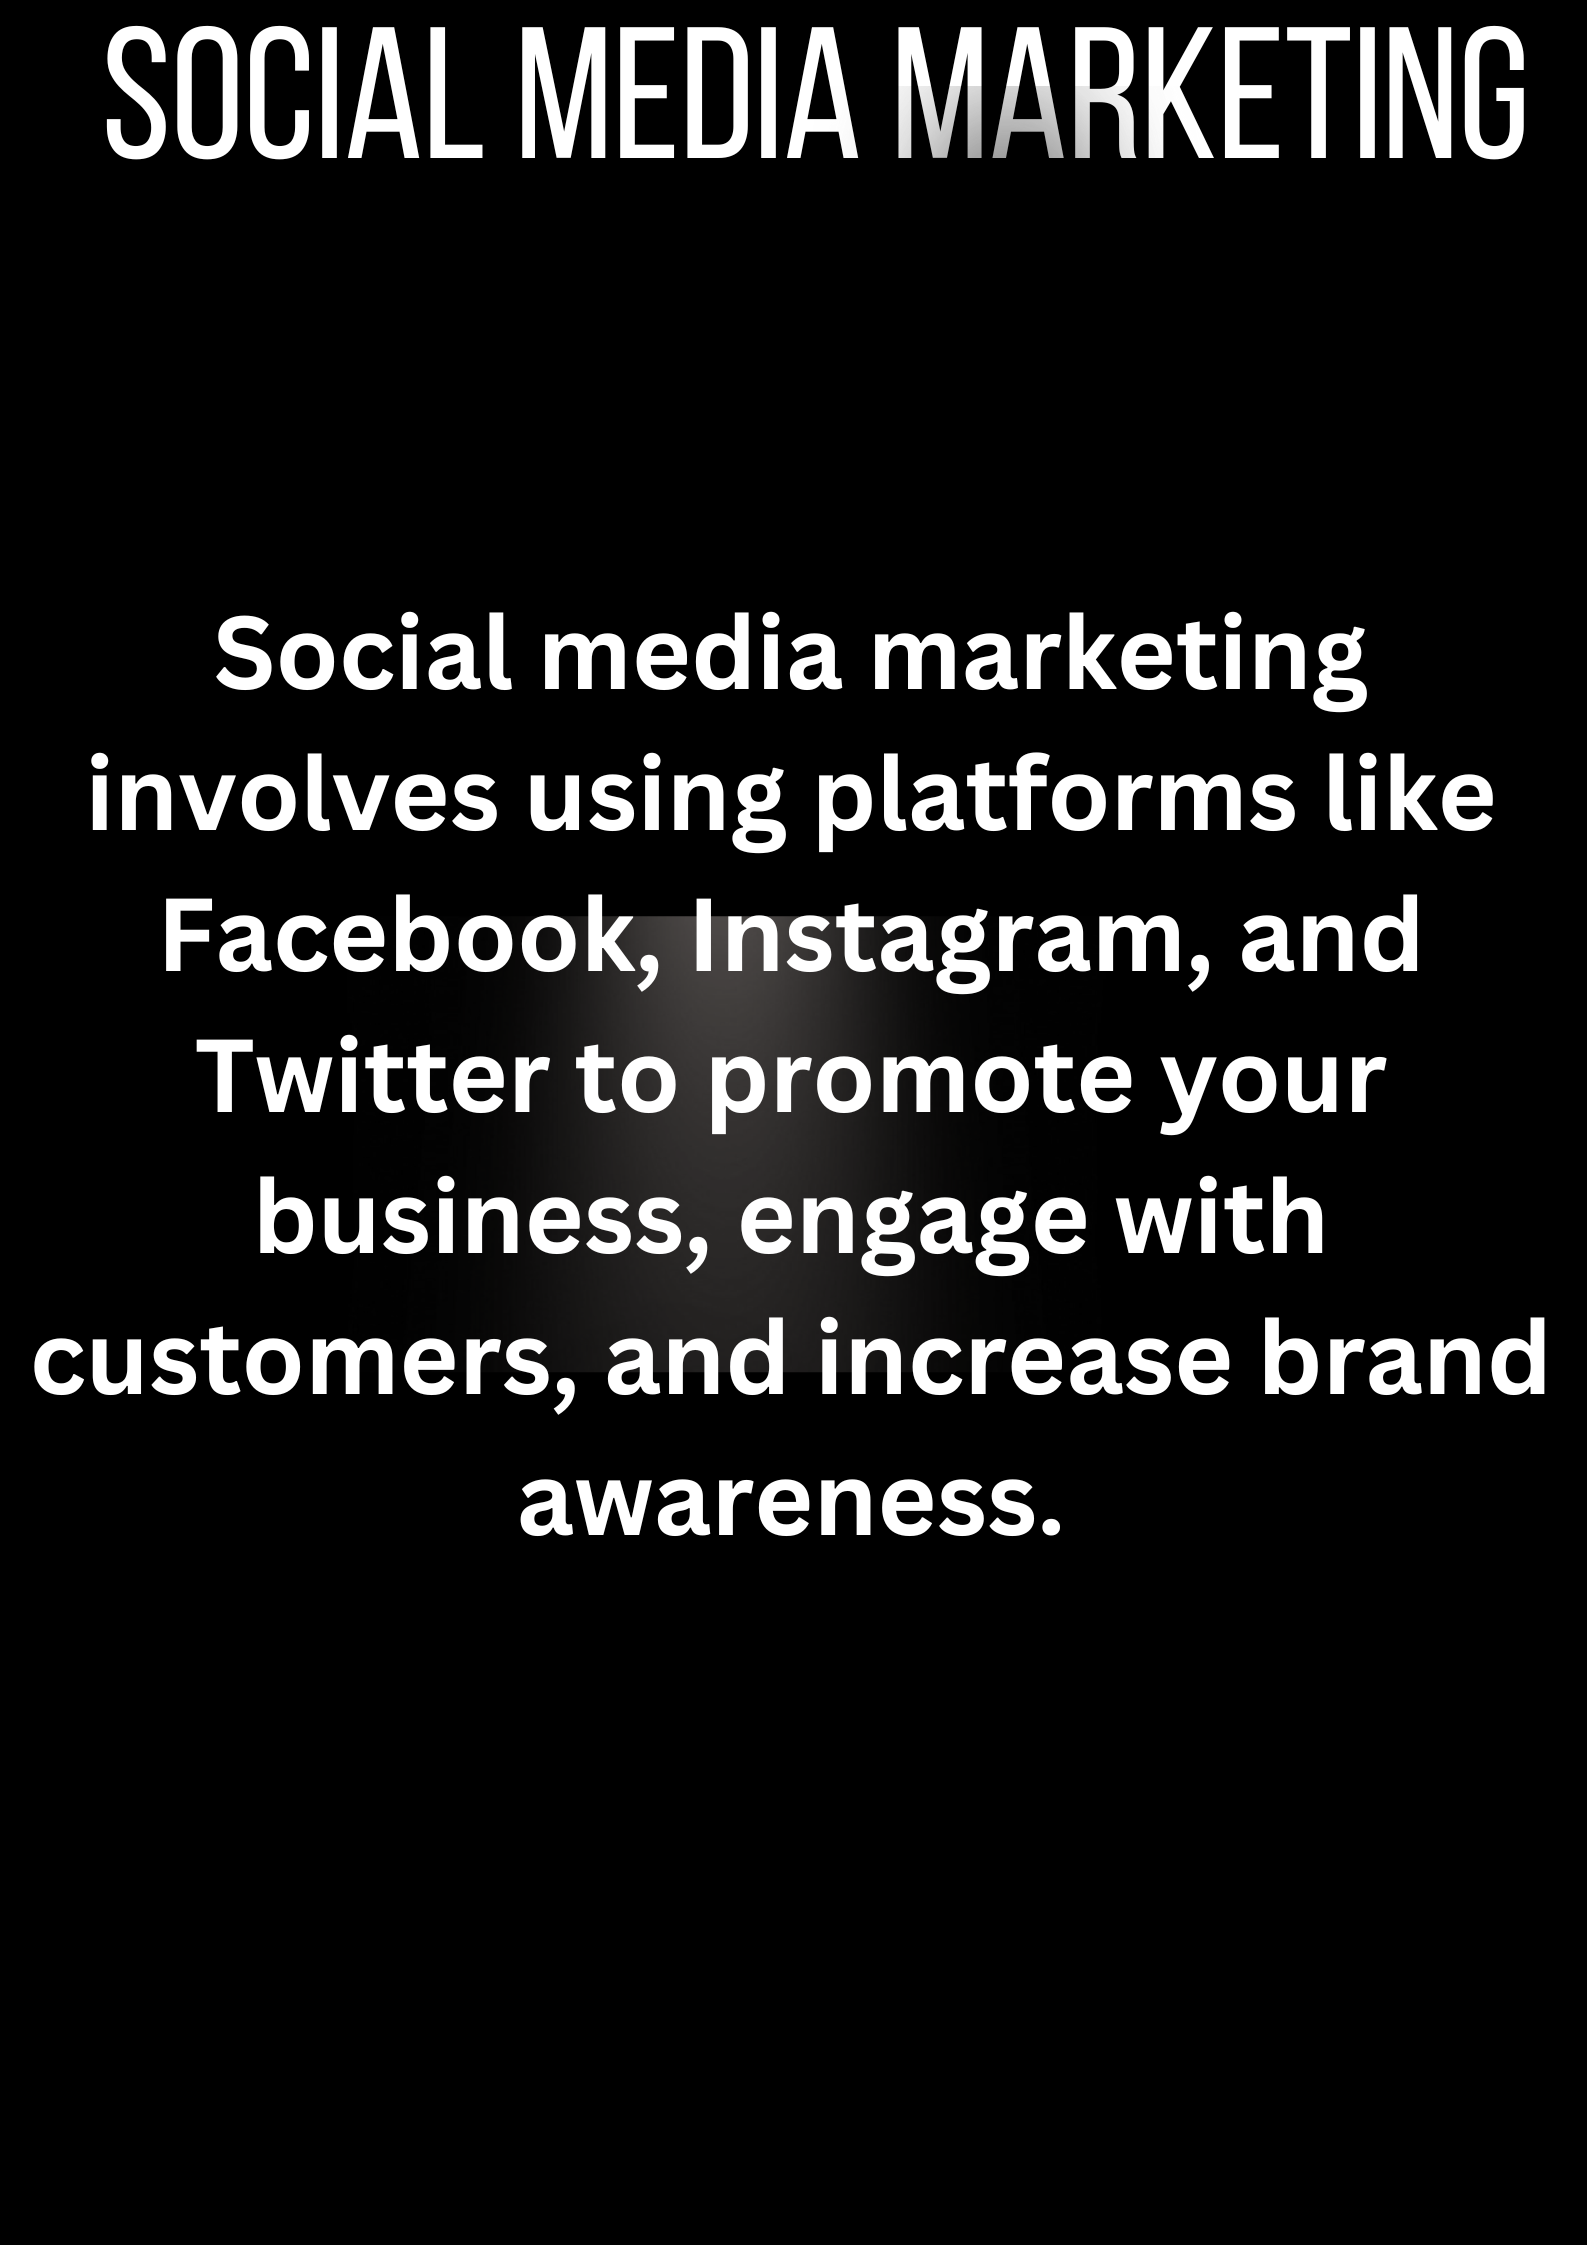 SOCIAL MEDIA MARKETING
Social media marketing
involves using platforms like
Facebook, Instagram, and
Twitter to promote your
business, engage with
customers, and increase brand
awareness.